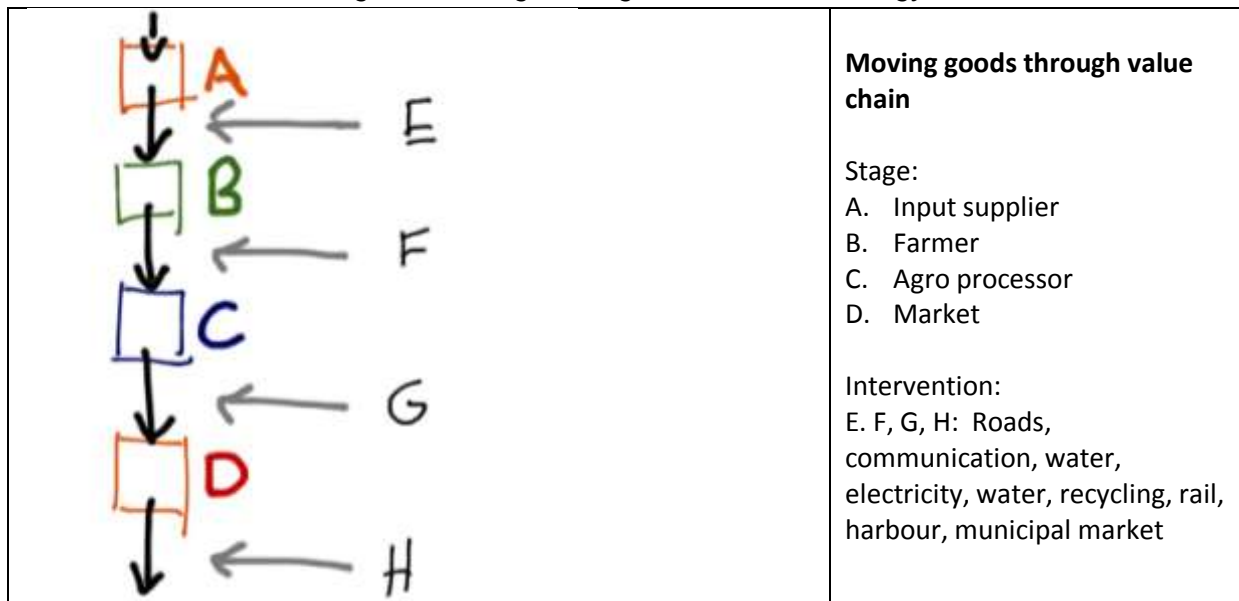 A
E
B
F
C
G
D
H
Moving goods through value
chain
Stage:
A. Input supplier
B. Farmer
C. Agro processor
D. Market
Intervention:
E. F, G, H: Roads,
communication, water,
electricity, water, recycling, rail,
harbour, municipal market